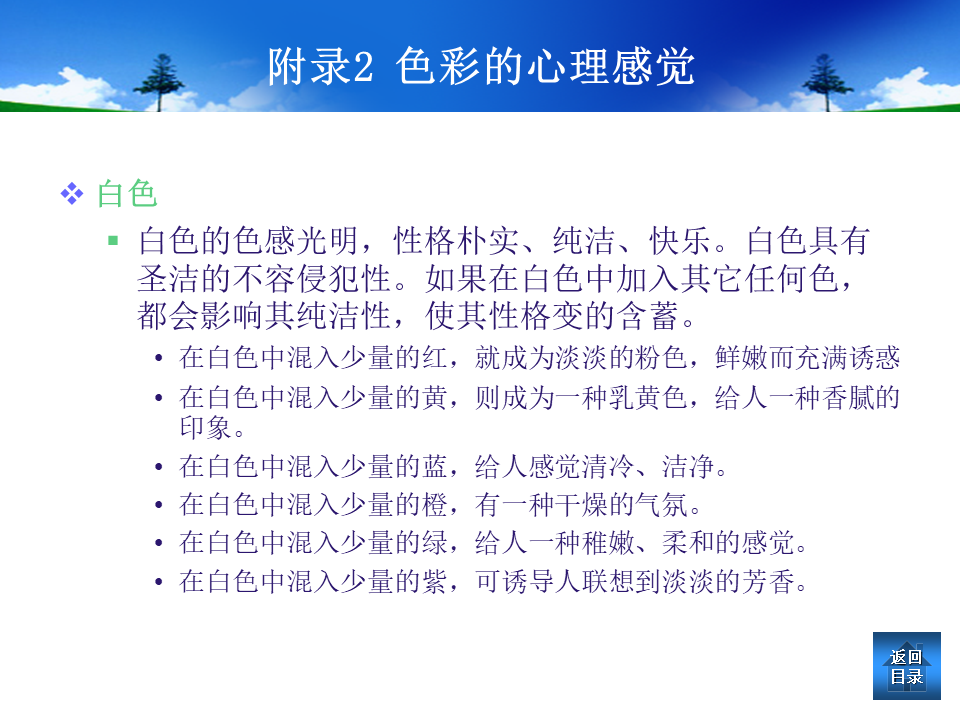 附录2 色彩的心理感觉
白色
白色的色感光明，性格朴实、纯洁、快乐。白色具有
圣洁的不容侵犯性。如果在白色中加入其它任何色，
都会影响其纯洁性，使其性格变的含蓄。
• 在白色中混入少量的红，就成为淡淡的粉色，鲜嫩而充满诱惑
• 在白色中混入少量的黄，则成为一种乳黄色，给人一种香腻的
印象。
• 在白色中混入少量的蓝，给人感觉清冷、洁净。
• 在白色中混入少量的橙，有一种干燥的气氛。
• 在白色中混入少量的绿，给人一种稚嫩、柔和的感觉。
• 在白色中混入少量的紫，可诱导人联想到淡淡的芳香。
返回
目录